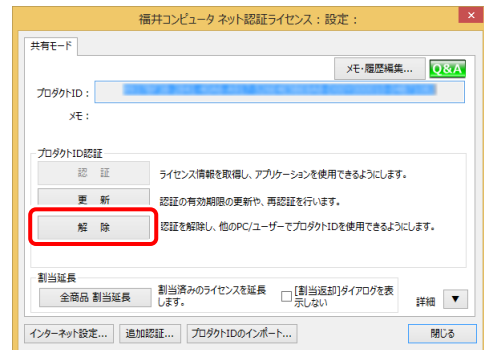 福井コンピュータ ネット認証ライセンス：設定：
共有モード
メモ・履歴編集...
Q&A
プロダクトID：
メモ：
プロダクトID認証
認 証
ライセンス情報を取得し、アプリケーションを使用できるようにします。
更 新
認証の有効期限の更新や、再認証を行います。
解 除
認証を解除し、他のPC/ユーザーでプロダクトIDを使用できるようにします。
割当延長
全商品 割当延長
割当済みのライセンスを延長
します。
[割当返却]ダイアログを表
示しない
詳細 ▼
インターネット設定...
追加認証...
プロダクトIDのインポート...
閉じる